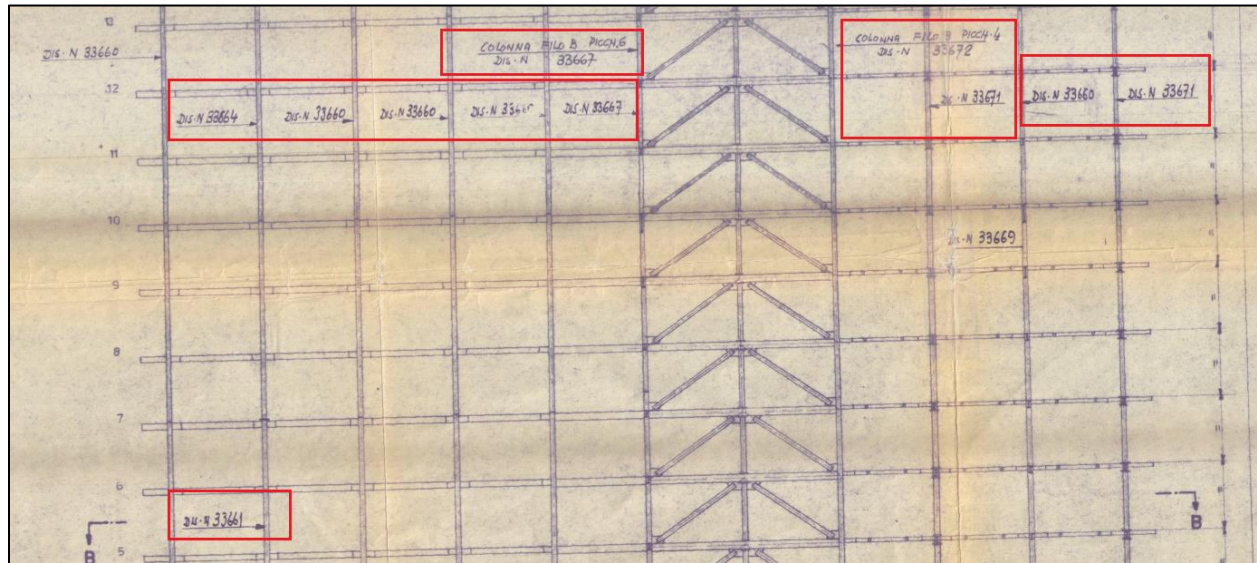 13
DIS. N 33660
COLONNA FILO B PICCH.6
DIS. N 33667
COLONNA FILO B PICCH.4
DIS. N 33672
12
DIS. N 33664
DIS. N 33660
DIS. N 33660
DIS. N
DIS. N 33667
DIS. N 33671
DIS. N 33660
DIS. N 33671
11
10
DIS. N 33669
9
8
7
6
DIS. N 33661
B
B
5